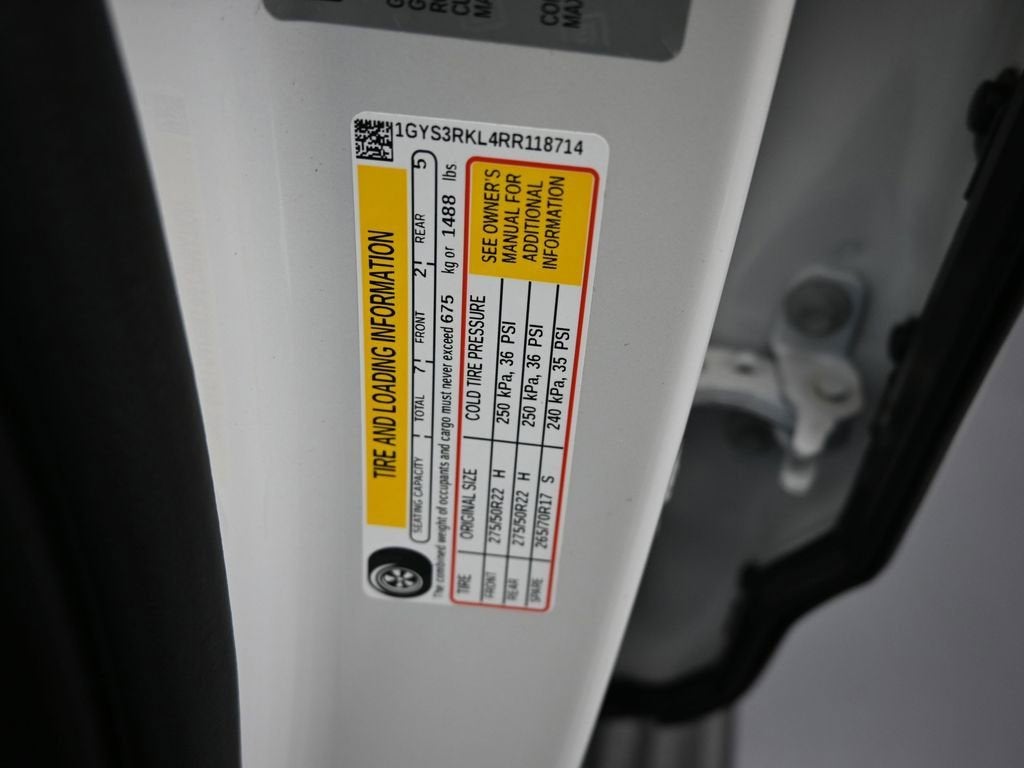 1GYS3RKL4RR118714
TIRE AND LOADING INFORMATION
SEATING CAPACITY TOTAL 7 FRONT 2 REAR 5
The combined weight of occupants and cargo must never exceed 675 kg or 1488 lbs
TIRE ORIGINAL SIZE COLD TIRE PRESSURE
FRONT 275/50R22 H 250 kPa, 36 PSI
REAR 275/50R22 H 250 kPa, 36 PSI
SPARE 265/70R17 S 240 kPa, 35 PSI
SEE OWNER'S
MANUAL FOR
ADDITIONAL
INFORMATION